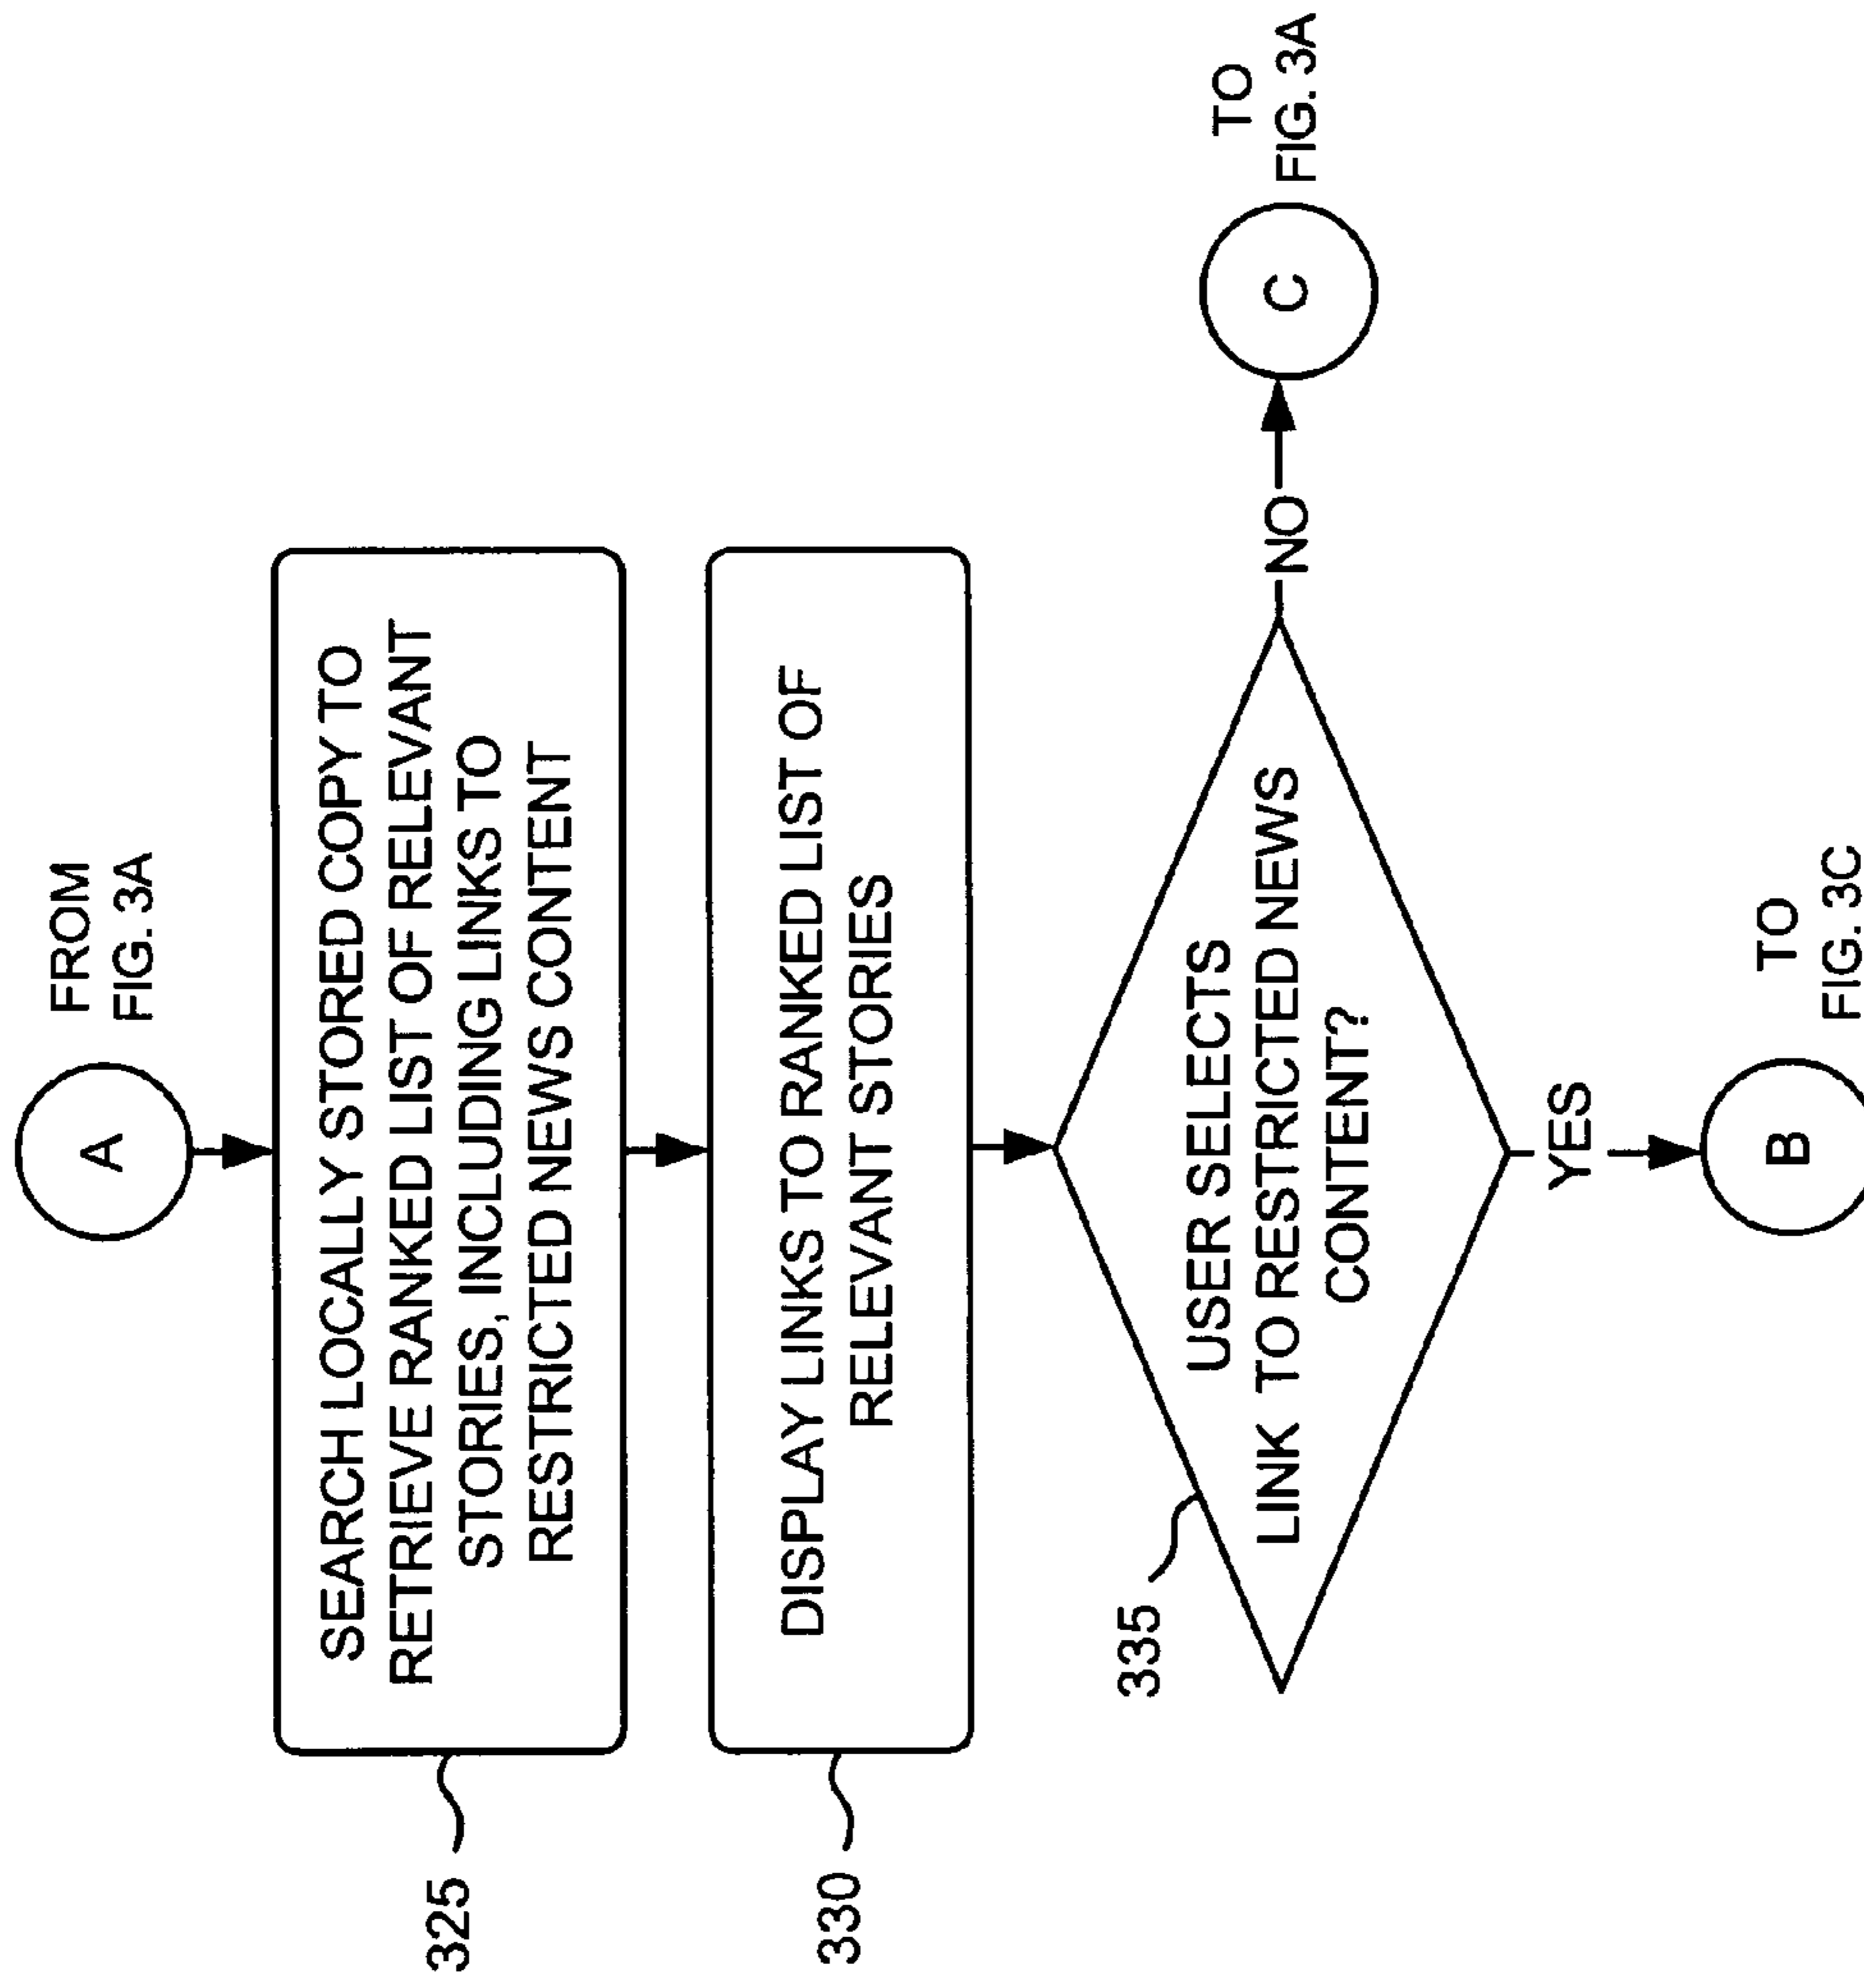 FROM
FIG. 3A
A
SEARCH LOCALLY STORED COPY TO
RETRIEVE RANKED LIST OF RELEVANT
STORIES, INCLUDING LINKS TO
RESTRICTED NEWS CONTENT
325
DISPLAY LINKS TO RANKED LIST OF
RELEVANT STORIES
330
335
USER SELECTS
LINK TO RESTRICTED NEWS
CONTENT?
NO
C
TO
FIG. 3A
YES
B
TO
FIG. 3C